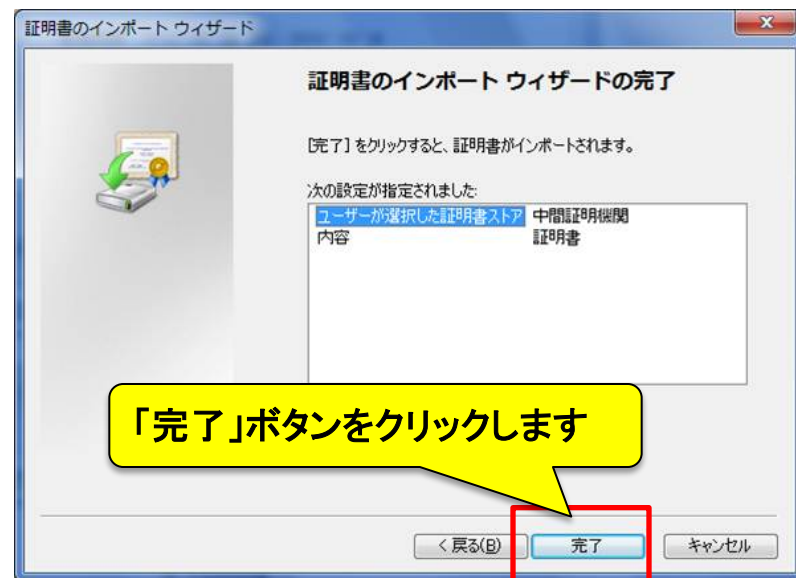 証明書のインポート ウィザード
証明書のインポート ウィザードの完了
[完了] をクリックすると、証明書がインポートされます。
次の設定が指定されました:
ユーザーが選択した証明書ストア 中間証明機関
内容 証明書
「完了」ボタンをクリックします
< 戻る(B) 完了 キャンセル